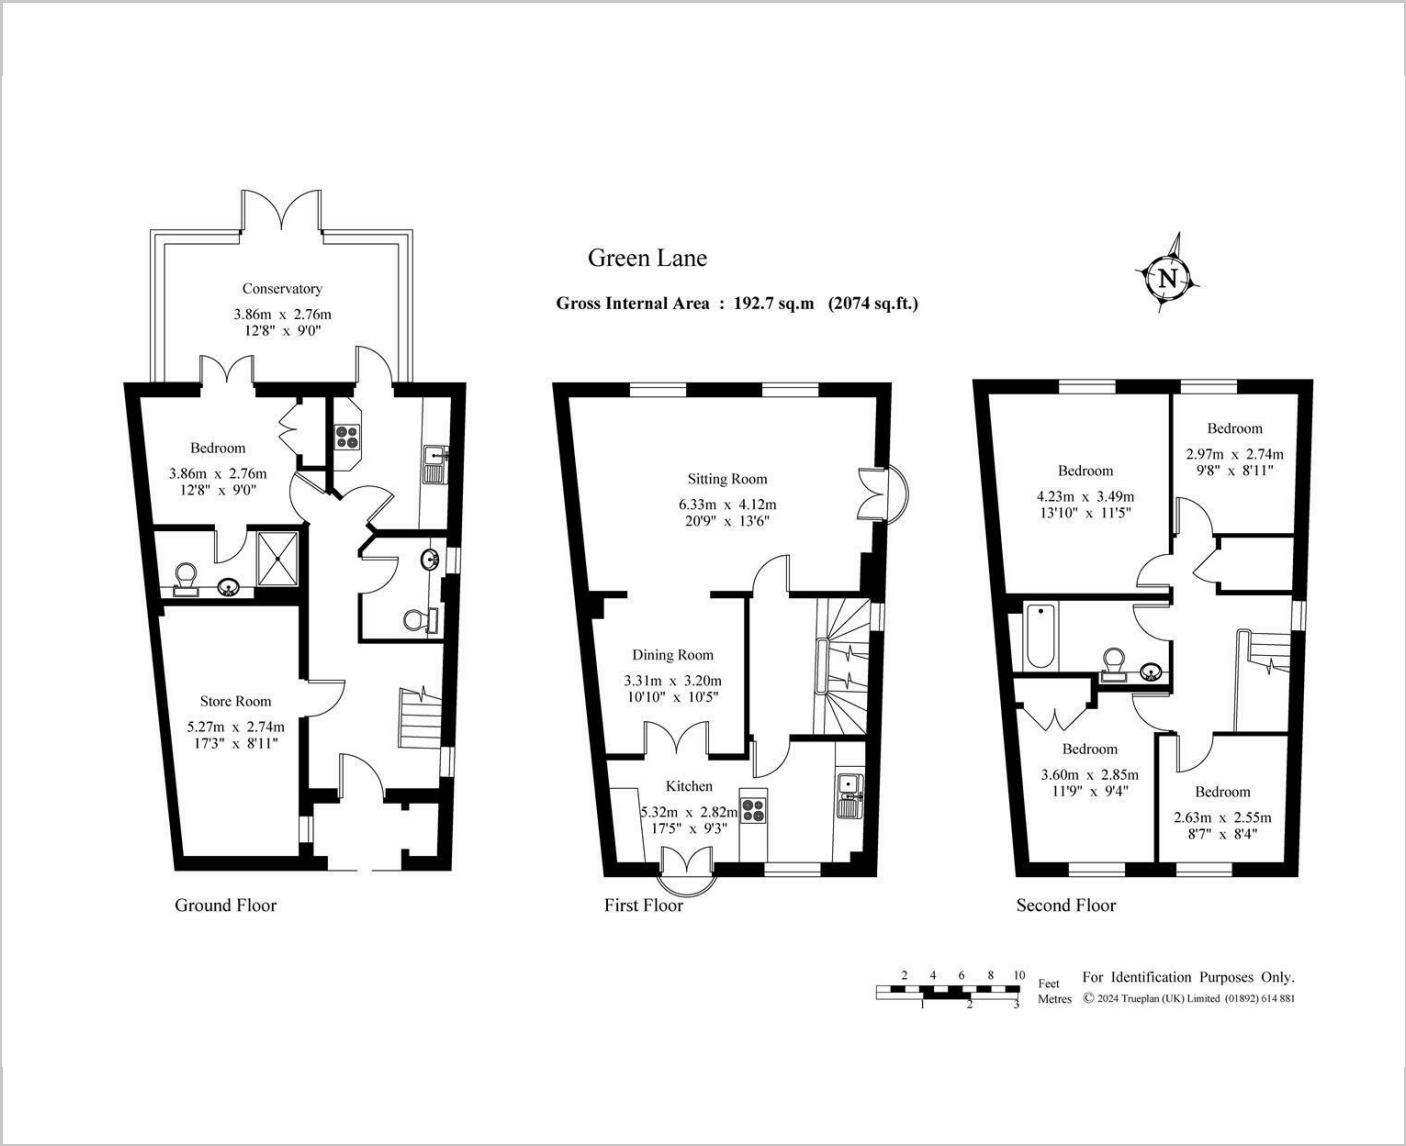 Green Lane
Gross Internal Area : 192.7 sq.m (2074 sq.ft.)
N
Conservatory
3.86m x 2.76m
12'8" x 9'0"
Bedroom
3.86m x 2.76m
12'8" x 9'0"
Store Room
5.27m x 2.74m
17'3" x 8'11"
Ground Floor
Sitting Room
6.33m x 4.12m
20'9" x 13'6"
Dining Room
3.31m x 3.20m
10'10" x 10'5"
Kitchen
5.32m x 2.82m
17'5" x 9'3"
First Floor
Bedroom
4.23m x 3.49m
13'10" x 11'5"
Bedroom
2.97m x 2.74m
9'8" x 8'11"
Bedroom
3.60m x 2.85m
11'9" x 9'4"
Bedroom
2.63m x 2.55m
8'7" x 8'4"
Second Floor
2 4 6 8 10
Feet
Metres
1 2 3
For Identification Purposes Only.
© 2024 Trueplan (UK) Limited (01892) 614 881